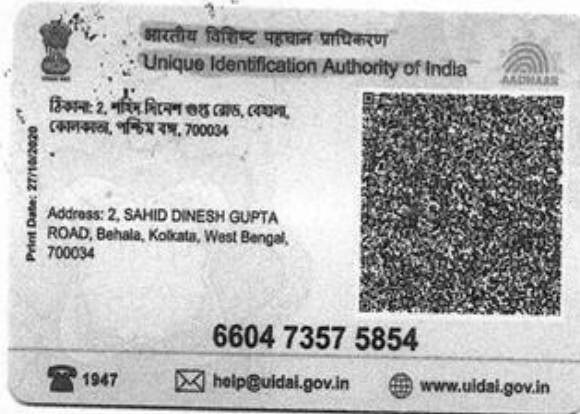 भारतीय विशिष्ट पहचान प्राधिकरण
Unique Identification Authority of India
AADHAAR
ঠিকানা: 2, শহিদ দিনেশ গুপ্ত রোড, বেহালা,
কোলকাতা, পশ্চিম বঙ্গ, 700034
Print Date: 27/10/2020
Address: 2, SAHID DINESH GUPTA
ROAD, Behala, Kolkata, West Bengal,
700034
6604 7357 5854
1947
help@uidai.gov.in
www.uidai.gov.in